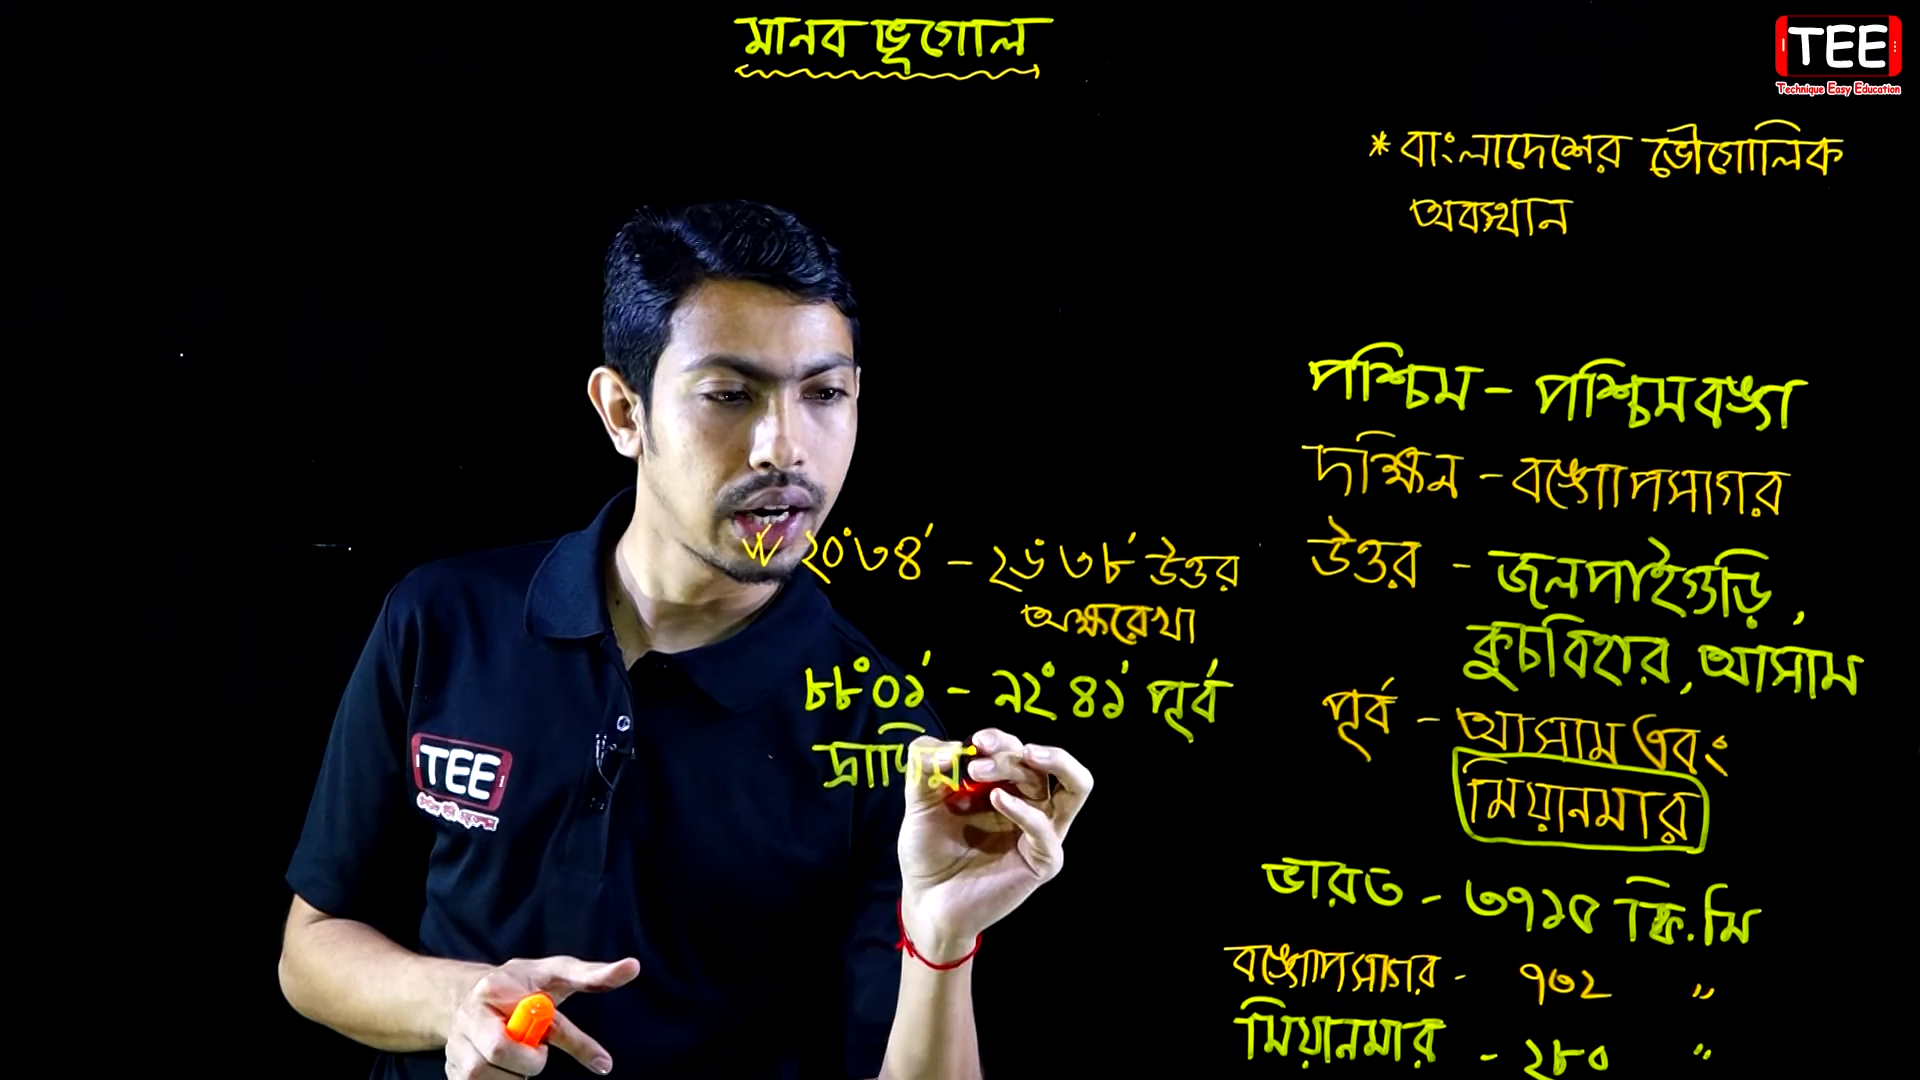 মানব ভূগোল
TEE
Technique Easy Education
* বাংলাদেশের ভৌগোলিক
অবস্থান
পশ্চিম - পশ্চিমবঙ্গ
দক্ষিন - বঙ্গোপসাগর
উত্তর - জলপাইগুড়ি,
কুচবিহার, আসাম
পূর্ব - আসাম এবং
মিয়ানমার
২০°৩৪' - ২৬°৩৮' উত্তর
অক্ষরেখা
৮৮°০১' - ৯২°৪১' পূর্ব
দ্রাঘিম
TEE
ভারত - ৩৭১৫ কি.মি
বঙ্গোপসাগর - ৭৩২ "
মিয়ানমার - ২৮০ "